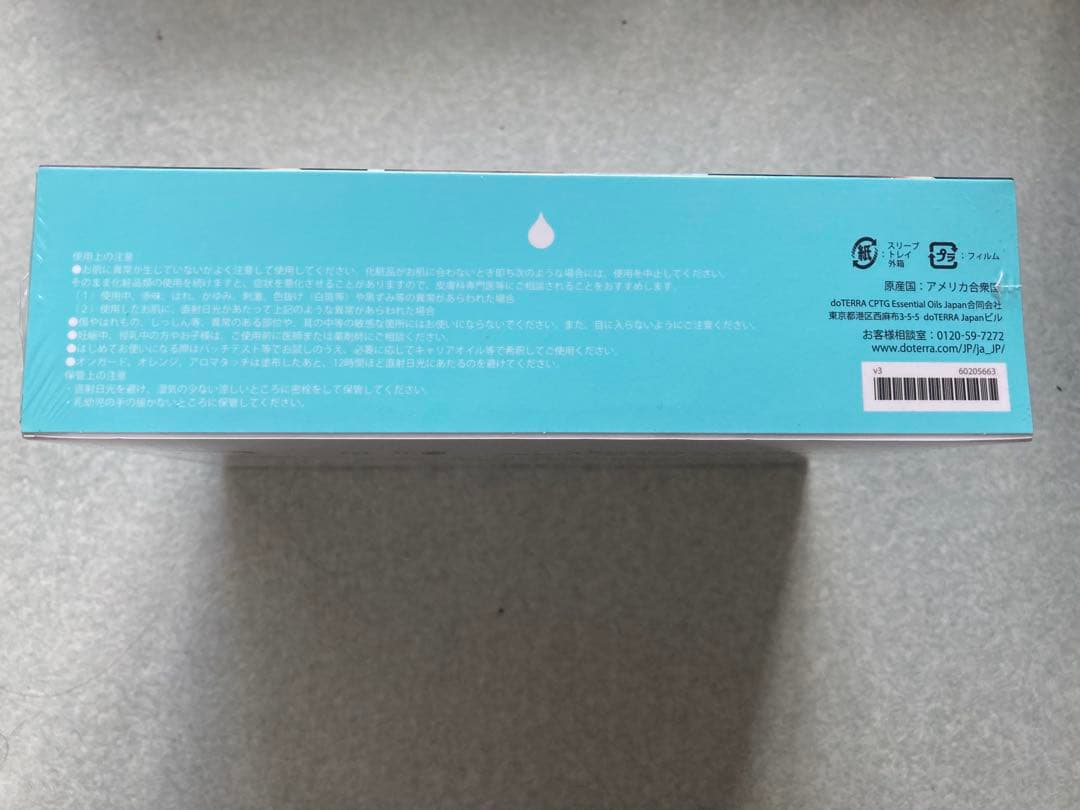 使用上の注意
●お肌に異常が生じていないかよく注意して使用してください。化粧品がお肌に合わないとき即ち次のような場合には、使用を中止してください。
そのまま化粧品類の使用を続けますと、症状を悪化させることがありますので、皮膚科専門医等にご相談されることをおすすめします。
（1）使用中、赤味、はれ、かゆみ、刺激、色抜け（白斑等）や黒ずみ等の異常があらわれた場合
（2）使用したお肌に、直射日光があたって上記のような異常があらわれた場合
●傷やはれもの、しっしん等、異常のある部位や、耳の中等の敏感な箇所にはお使いにならないでください。また、目に入らないようにご注意ください。
●妊娠中、授乳中の方やお子様は、ご使用前に医師または薬剤師にご相談ください。
●はじめてお使いになる際はパッチテスト等でお試しのうえ、必要に応じてキャリアオイル等で希釈してご使用ください。
●オンガード、オレンジ、アロマタッチは塗布したあと、12時間ほど直射日光にあたるのを避けてください。
保管上の注意
・直射日光を避け、湿気の少ない涼しいところに密栓をして保管してください。
・乳幼児の手の届かないところに保管してください。
紙
スリーブ
：トレイ
外箱
プラ
：フィルム
原産国：アメリカ合衆国
doTERRA CPTG Essential Oils Japan合同会社
東京都港区西麻布3-5-5 doTERRA Japanビル
お客様相談室：0120-59-7272
www.doterra.com/JP/ja_JP/
v3 60205663